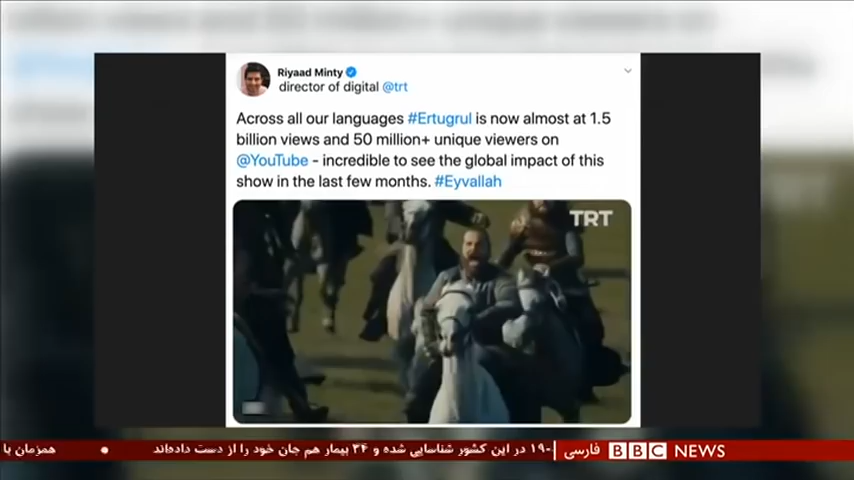 Riyaad Minty
director of digital @trt
Across all our languages #Ertugrul is now almost at 1.5
billion views and 50 million+ unique viewers on
@YouTube - incredible to see the global impact of this
show in the last few months. #Eyvallah
TRT
-۱۹ در این کشور شناسایی شده و ۳۴ بیمار هم جان خود را از دست داده‌اند • همزمان با
BBC NEWS فارسی